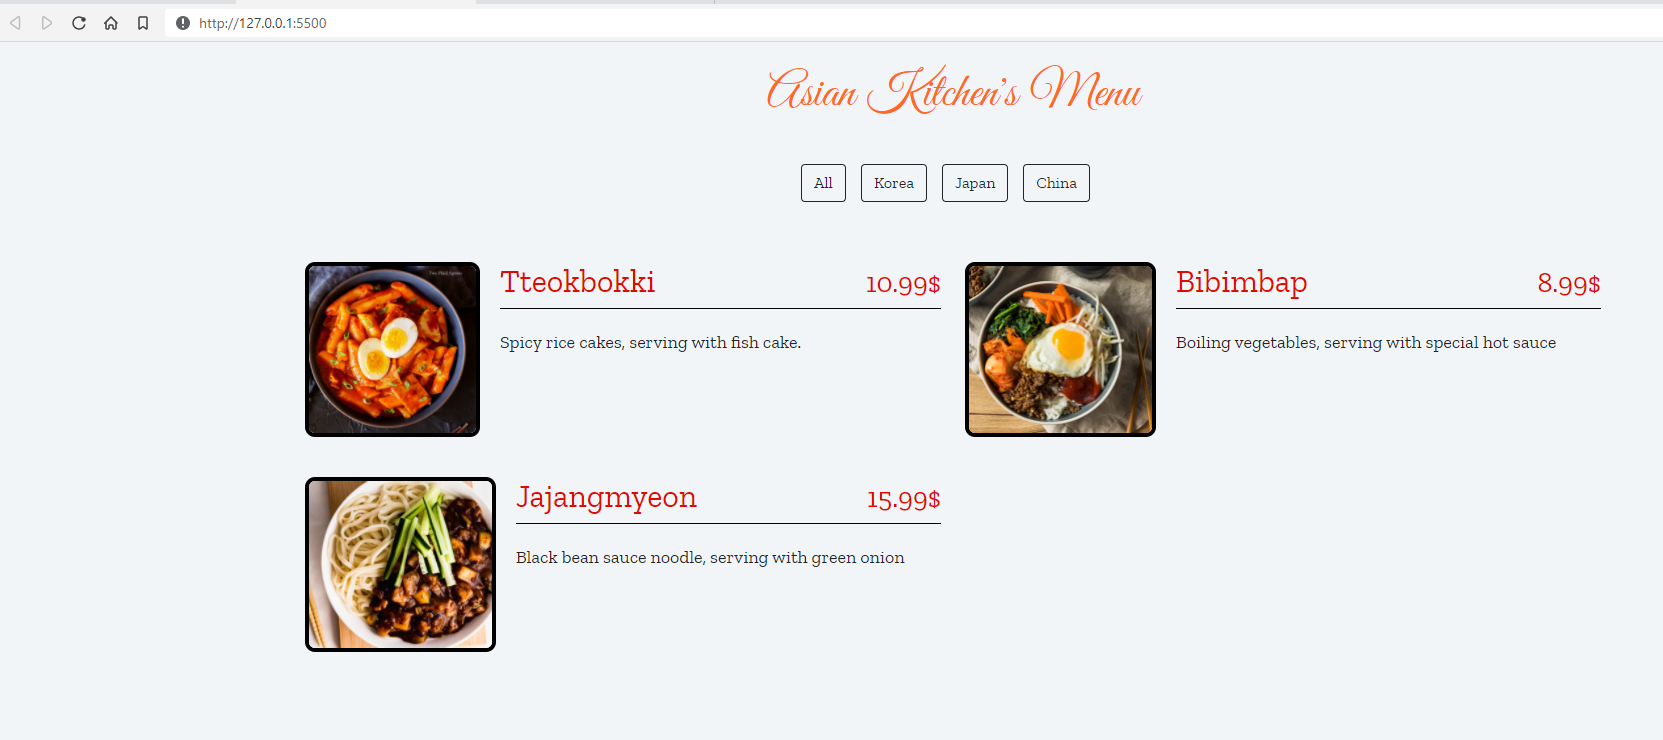 http://127.0.0.1:5500
Asian Kitchen's Menu
All Korea Japan China
Tteokbokki 10.99$
Spicy rice cakes, serving with fish cake.
Bibimbap 8.99$
Boiling vegetables, serving with special hot sauce
Jajangmyeon 15.99$
Black bean sauce noodle, serving with green onion